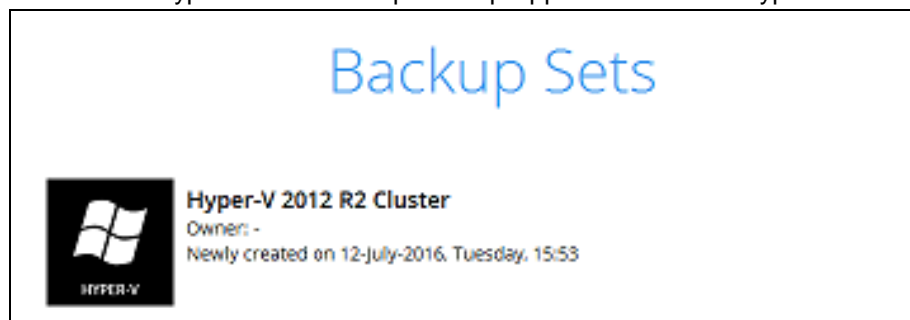 Backup Sets
Hyper-V 2012 R2 Cluster
Owner: -
Newly created on 12-July-2016, Tuesday, 15:53
HYPER-V